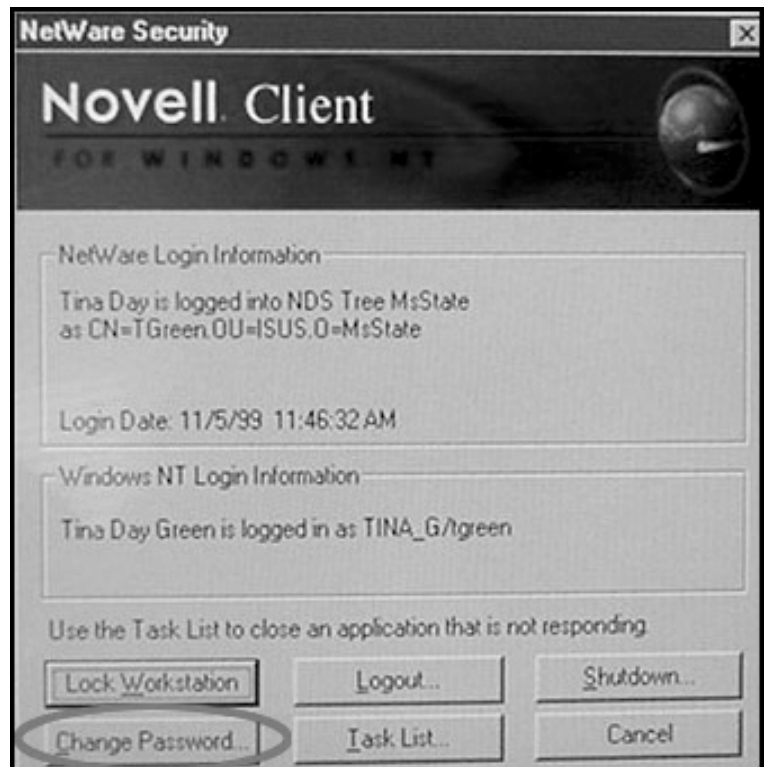 NetWare Security
Novell. Client
FOR WINDOWS NT
NetWare Login Information
Tina Day is logged into NDS Tree MsState
as CN=TGreen.OU=ISUS.O=MsState
Login Date: 11/5/99 11:46:32 AM
Windows NT Login Information
Tina Day Green is logged in as TINA_G/tgreen
Use the Task List to close an application that is not responding.
Lock Workstation Logout... Shutdown...
Change Password... Task List... Cancel